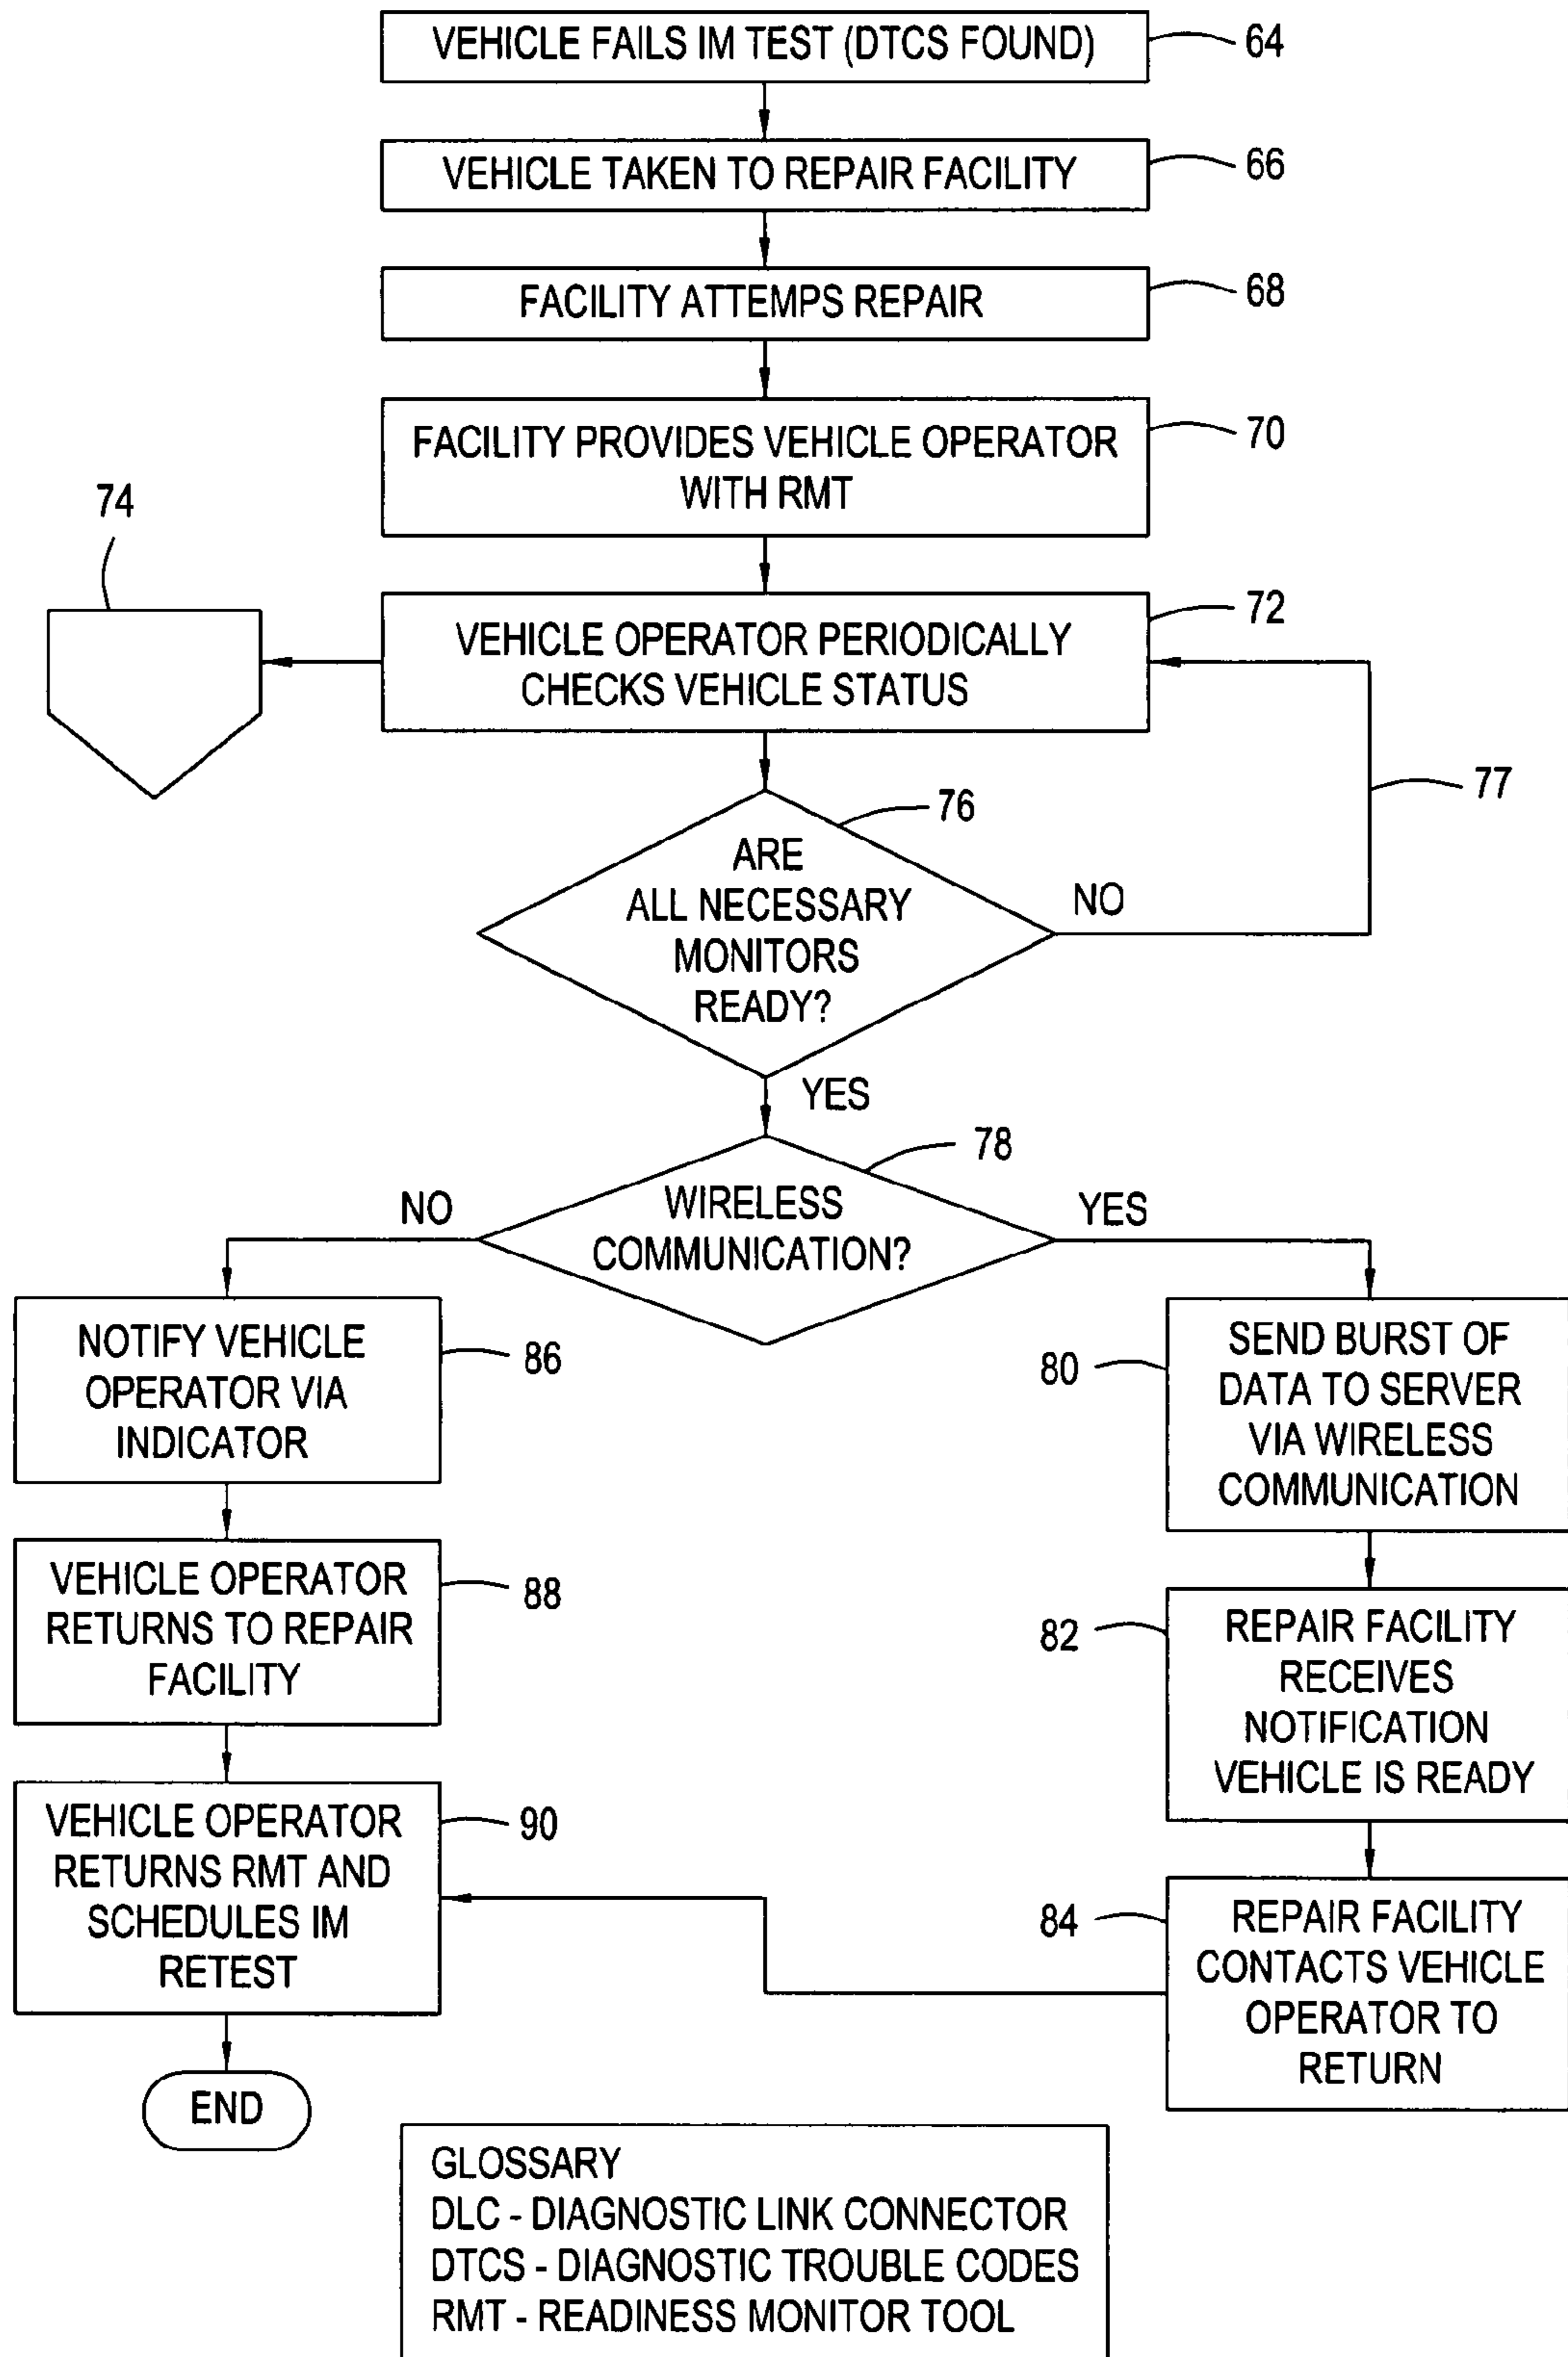 VEHICLE FAILS IM TEST (DTCS FOUND)
64
VEHICLE TAKEN TO REPAIR FACILITY
66
FACILITY ATTEMPS REPAIR
68
FACILITY PROVIDES VEHICLE OPERATOR
WITH RMT
70
74
VEHICLE OPERATOR PERIODICALLY
CHECKS VEHICLE STATUS
72
77
76
ARE
ALL NECESSARY
MONITORS
READY?
NO
YES
78
WIRELESS
COMMUNICATION?
NO
YES
NOTIFY VEHICLE
OPERATOR VIA
INDICATOR
86
VEHICLE OPERATOR
RETURNS TO REPAIR
FACILITY
88
VEHICLE OPERATOR
RETURNS RMT AND
SCHEDULES IM
RETEST
90
END
80
SEND BURST OF
DATA TO SERVER
VIA WIRELESS
COMMUNICATION
82
REPAIR FACILITY
RECEIVES
NOTIFICATION
VEHICLE IS READY
84
REPAIR FACILITY
CONTACTS VEHICLE
OPERATOR TO
RETURN
GLOSSARY
DLC - DIAGNOSTIC LINK CONNECTOR
DTCS - DIAGNOSTIC TROUBLE CODES
RMT - READINESS MONITOR TOOL